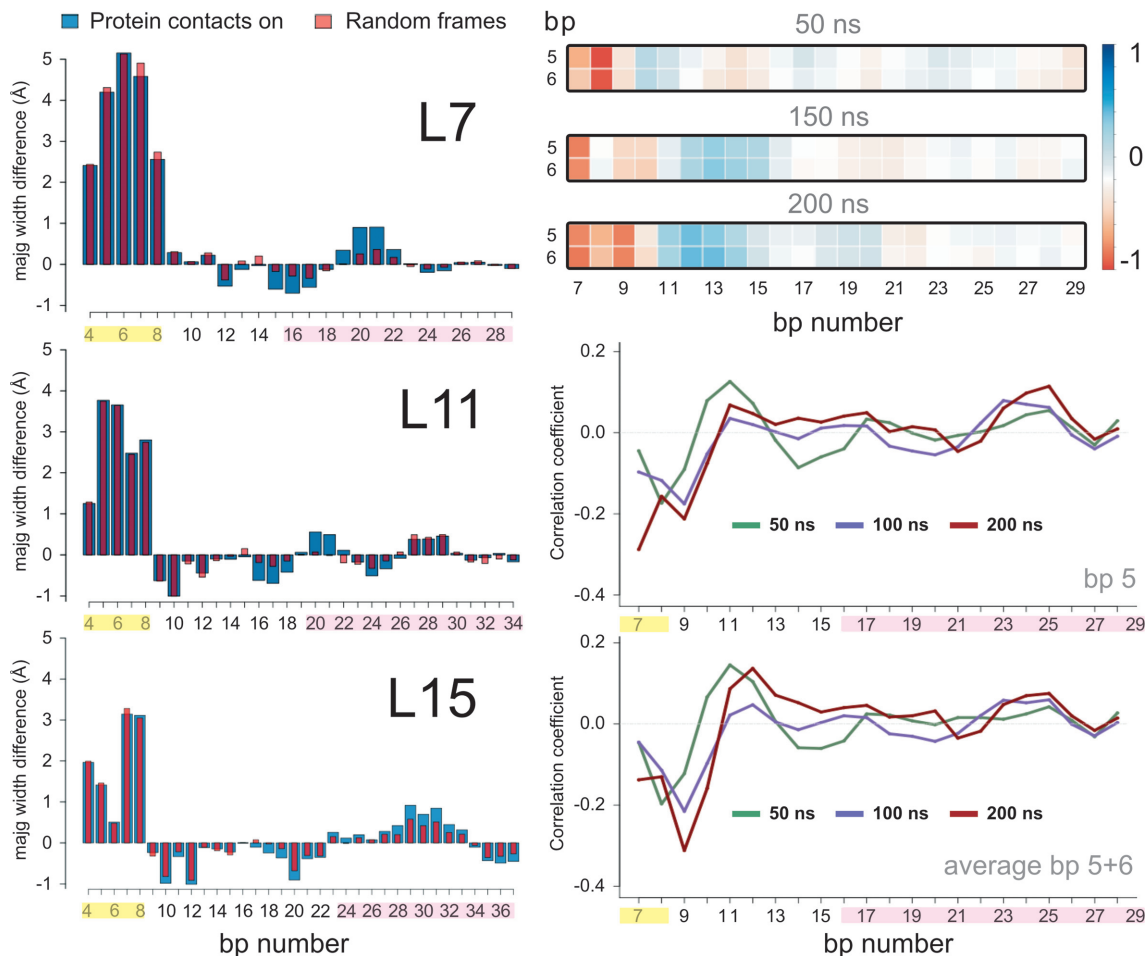 Protein contacts on
Random frames
majg width difference (Å)
5
4
3
2
1
0
-1
L7
4 6 8 10 12 14 16 18 20 22 24 26 28
majg width difference (Å)
5
4
3
2
1
0
-1
L11
4 6 8 10 12 14 16 18 20 22 24 26 28 30 32 34
majg width difference (Å)
5
4
3
2
1
0
-1
L15
4 6 8 10 12 14 16 18 20 22 24 26 28 30 32 34 36
bp number
bp
50 ns
5
6
150 ns
5
6
200 ns
5
6
7 9 11 13 15 17 19 21 23 25 27 29
bp number
1
0
-1
Correlation coefficient
0.2
0.0
-0.2
-0.4
50 ns 100 ns 200 ns
bp 5
7 9 11 13 15 17 19 21 23 25 27 29
Correlation coefficient
0.2
0.0
-0.2
-0.4
50 ns 100 ns 200 ns
average bp 5+6
7 9 11 13 15 17 19 21 23 25 27 29
bp number